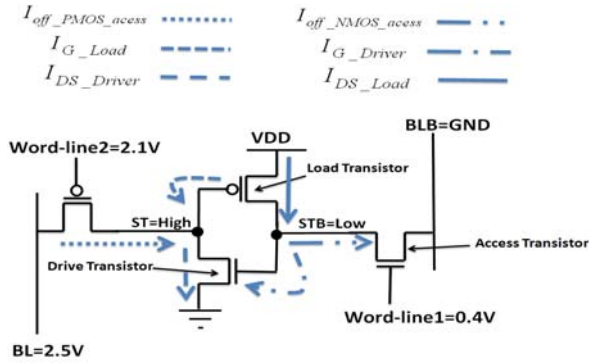 I_off_PMOS_acess
I_off_NMOS_acess
I_G_Load
I_G_Driver
I_DS_Driver
I_DS_Load
BLB=GND
Word-line2=2.1V
VDD
Load Transistor
ST=High
STB=Low
Access Transistor
Drive Transistor
Word-line1=0.4V
BL=2.5V